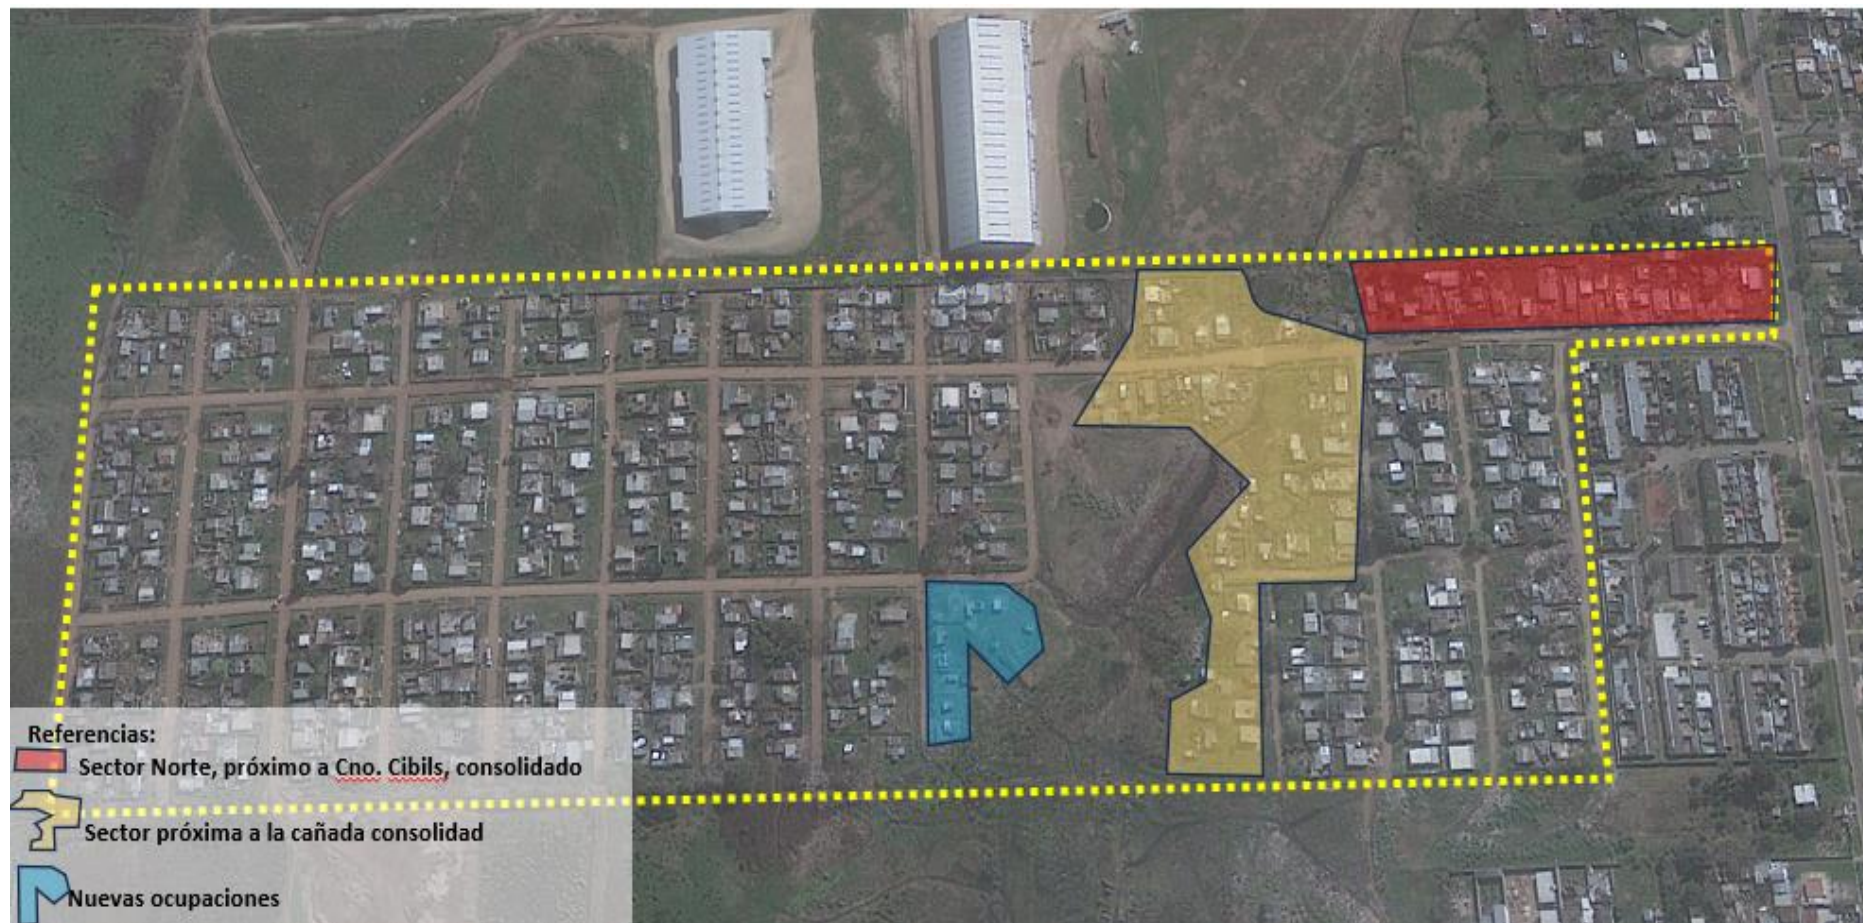 Referencias:
Sector Norte, próximo a Cno. Cibils, consolidado
Sector próxima a la cañada consolidad
Nuevas ocupaciones